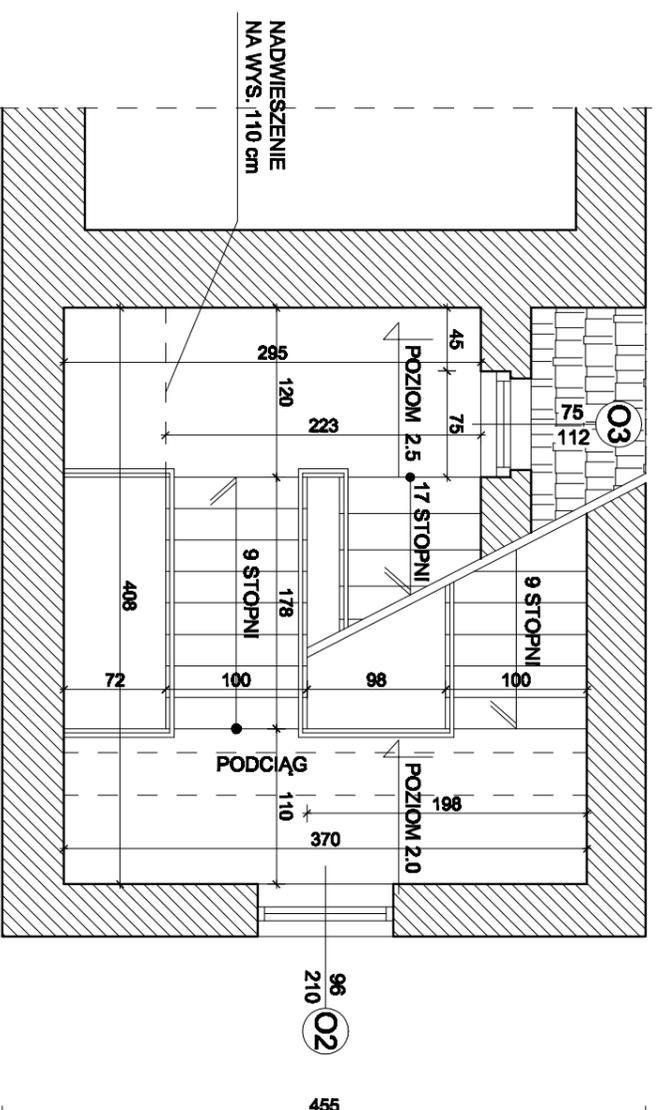 NADWIESZENIE
NA WYS. 110 cm
O3
75
112
45
75
295
120
223
POZIOM 2.5
17 STOPNI
9 STOPNI
9 STOPNI
408
178
72
100
98
100
PODCIĄG
110
POZIOM 2.0
198
370
96
210
O2
455